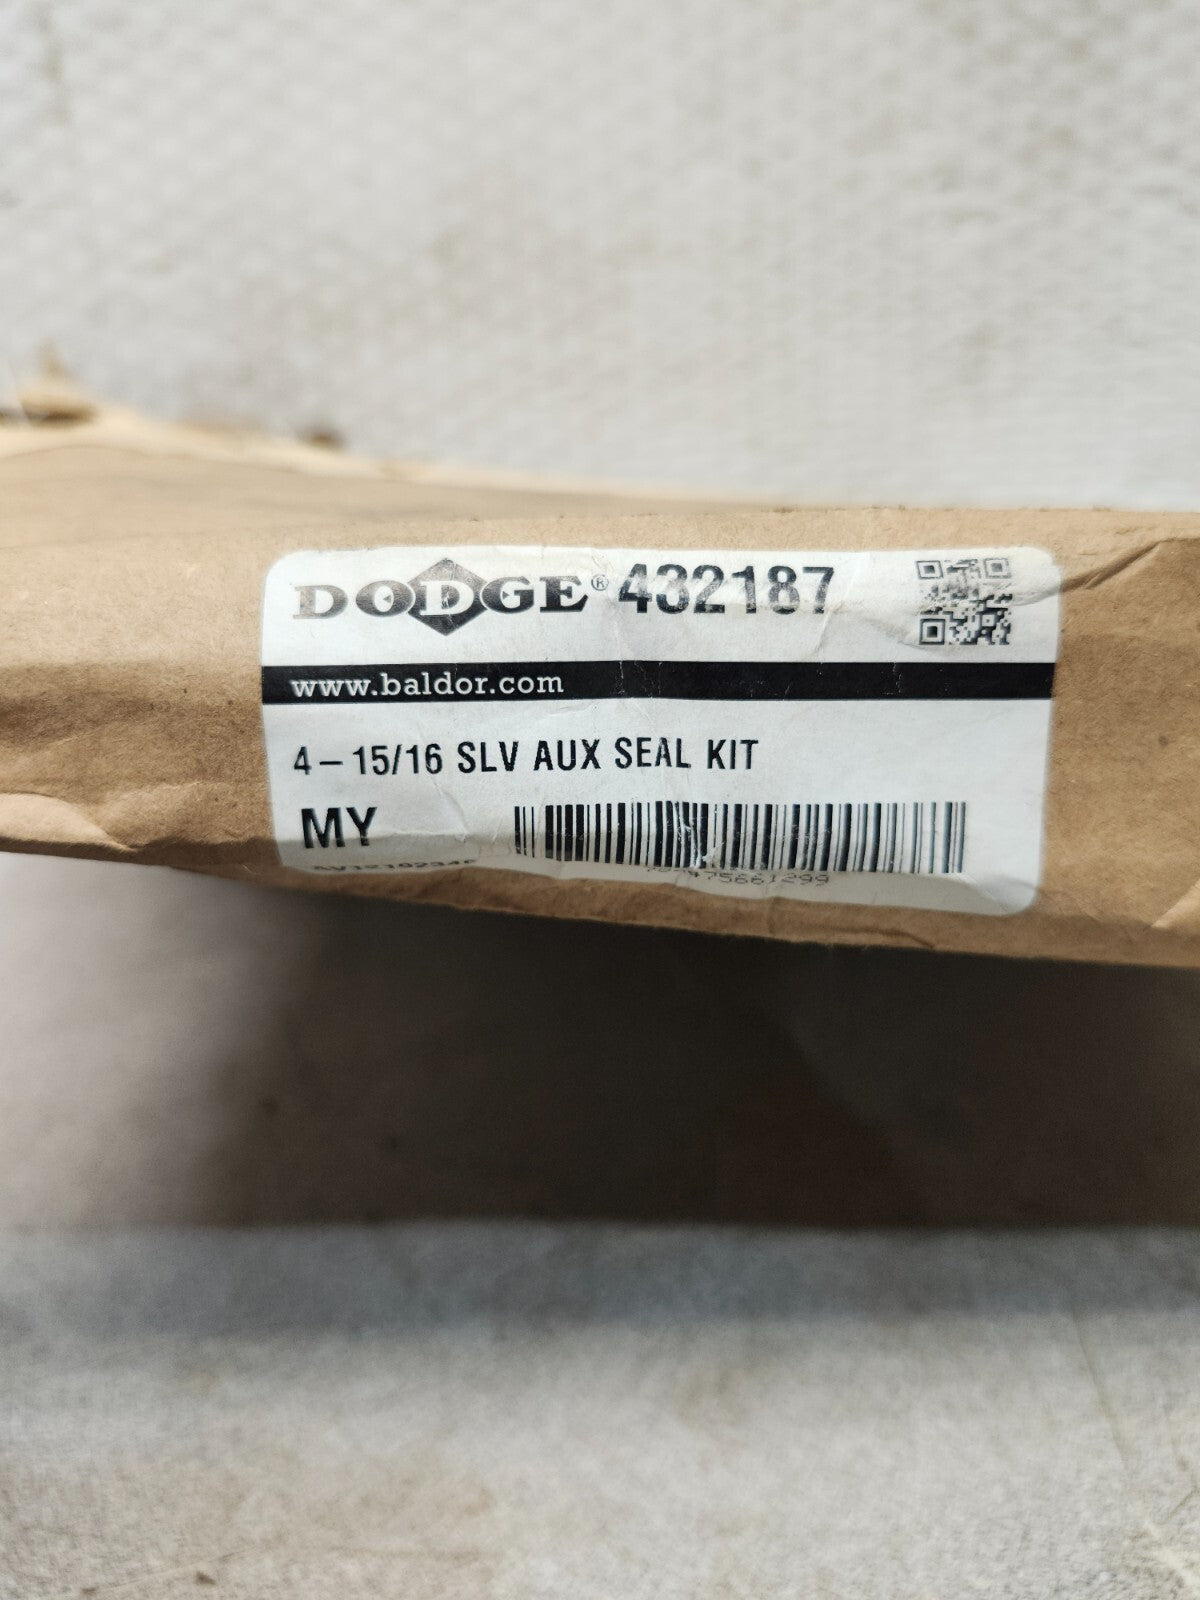 DODGE® 432187
www.baldor.com
4-15/16 SLV AUX SEAL KIT
MY